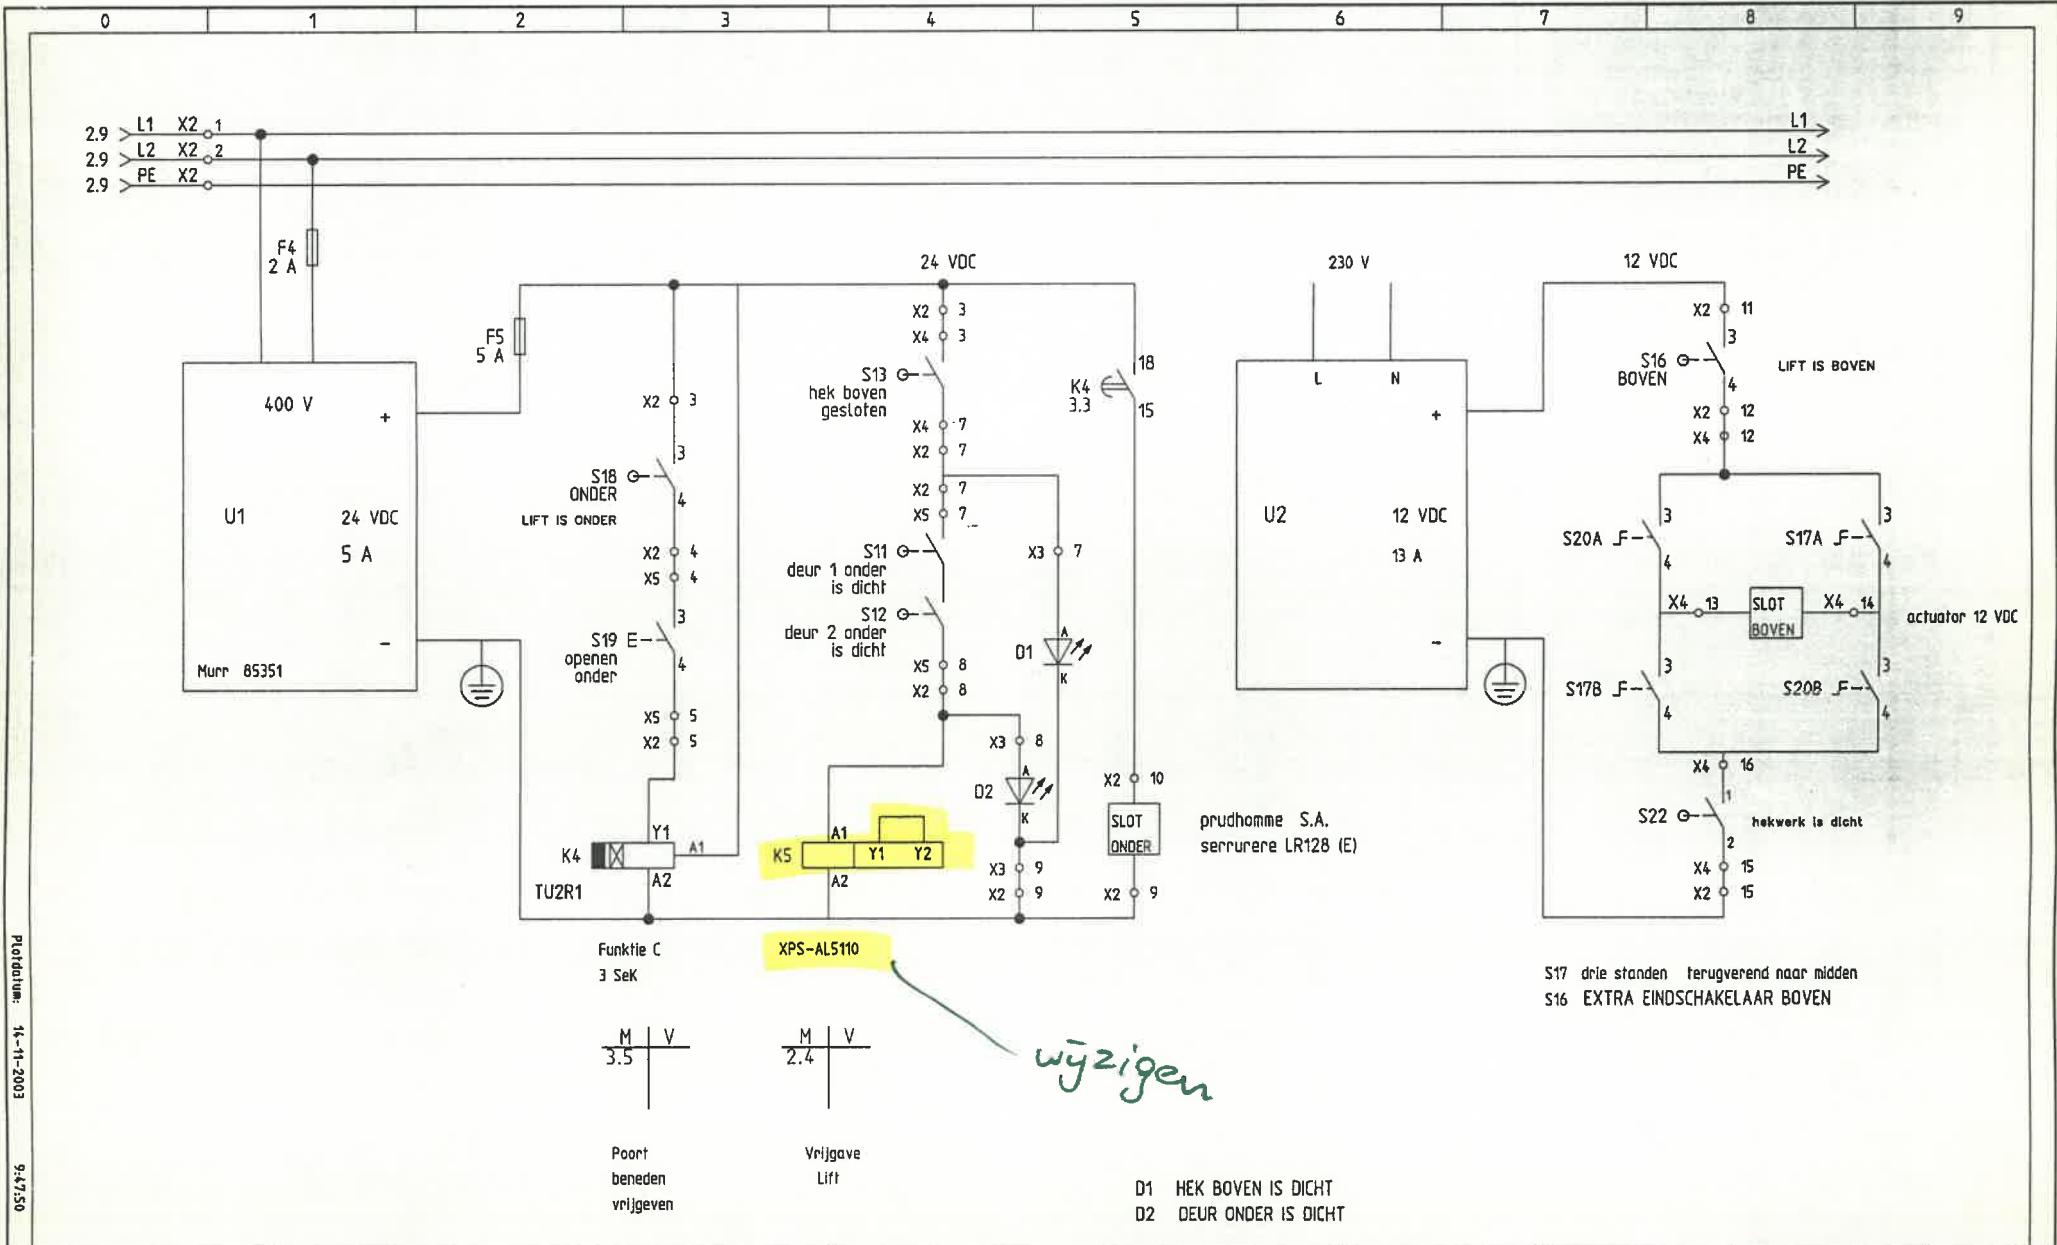 0 1 2 3 4 5 6 7 8 9
2.9 L1 X2 1 L1
2.9 L2 X2 2 L2
2.9 PE X2 PE
F4
2 A
24 VDC
230 V
12 VDC
F5
5 A
400 V
+
U1
24 VDC
5 A
-
Murr 85351
X2 3
3
S18
ONDER
4
LIFT IS ONDER
X2 4
X5 4
3
S19
openen
onder
4
X5 5
X2 5
Y1
K4
A1
A2
TU2R1
Funktie C
3 SeK
M V
3.5
Poort
beneden
vrijgeven
X2 3
X4 3
S13
hek boven
gesloten
X4 7
X2 7
X2 7
X5 7
S11
deur 1 onder
is dicht
S12
deur 2 onder
is dicht
X5 8
X2 8
A1
K5
Y1 Y2
A2
XPS-AL5110
M V
2.4
Vrijgave
Lift
wijzigen
X3 7
A
D1
K
X3 8
A
D2
K
X3 9
X2 9
18
K4
3.3
15
X2 10
SLOT
ONDER
X2 9
prudhomme S.A.
serrurere LR128 (E)
L N
+
U2
12 VDC
13 A
-
X2 11
3
S16
BOVEN
4
LIFT IS BOVEN
X2 12
X4 12
3
S20A
4
3
S17A
4
X4 13
SLOT
BOVEN
X4 14
actuator 12 VDC
3
S17B
4
3
S20B
4
X4 16
1
S22
2
hekwerk is dicht
X4 15
X2 15
S17 drie standen terugverend naar midden
S16 EXTRA EINDSCHAKELAAR BOVEN
D1 HEK BOVEN IS DICHT
D2 DEUR ONDER IS DICHT
Plotdatum: 14-11-2003 9:47:50